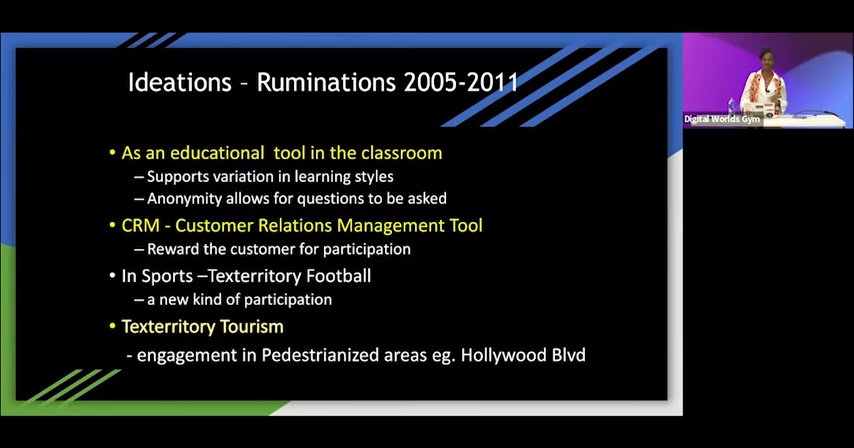 Ideations – Ruminations 2005-2011
• As an educational tool in the classroom
– Supports variation in learning styles
– Anonymity allows for questions to be asked
• CRM - Customer Relations Management Tool
– Reward the customer for participation
• In Sports –Texterritory Football
– a new kind of participation
• Texterritory Tourism
- engagement in Pedestrianized areas eg. Hollywood Blvd
Digital Worlds Gym